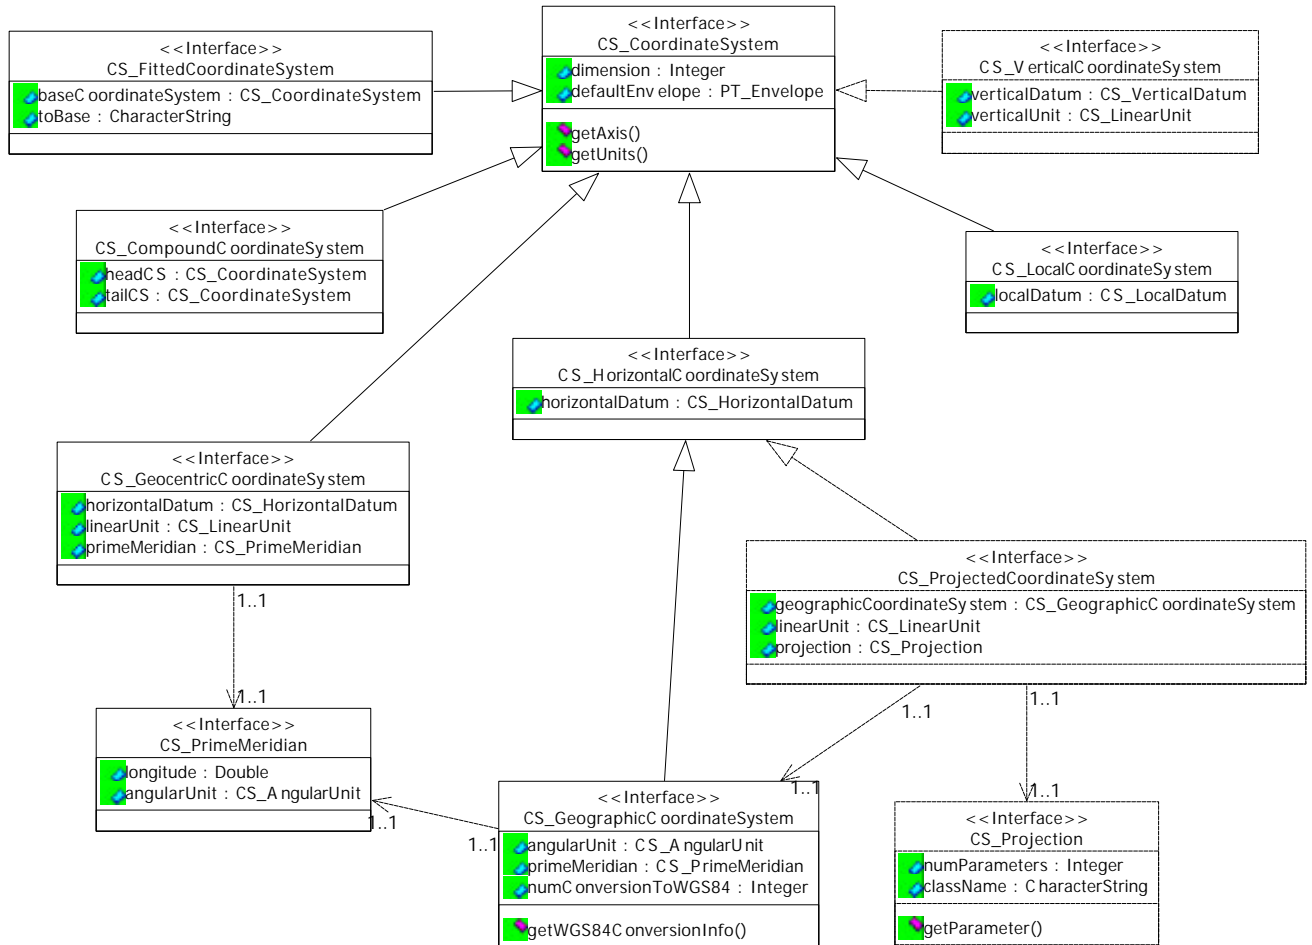 <<Interface>>
CS_FittedCoordinateSystem
baseCoordinateSystem : CS_CoordinateSystem
toBase : CharacterString
<<Interface>>
CS_CoordinateSystem
dimension : Integer
defaultEnvelope : PT_Envelope
getAxis()
getUnits()
<<Interface>>
CS_VerticalCoordinateSystem
verticalDatum : CS_VerticalDatum
verticalUnit : CS_LinearUnit
<<Interface>>
CS_CompoundCoordinateSystem
headCS : CS_CoordinateSystem
tailCS : CS_CoordinateSystem
<<Interface>>
CS_LocalCoordinateSystem
localDatum : CS_LocalDatum
<<Interface>>
CS_HorizontalCoordinateSystem
horizontalDatum : CS_HorizontalDatum
<<Interface>>
CS_GeocentricCoordinateSystem
horizontalDatum : CS_HorizontalDatum
linearUnit : CS_LinearUnit
primeMeridian : CS_PrimeMeridian
1..1
1..1
<<Interface>>
CS_ProjectedCoordinateSystem
geographicCoordinateSystem : CS_GeographicCoordinateSystem
linearUnit : CS_LinearUnit
projection : CS_Projection
1..1
1..1
1..1
1..1
<<Interface>>
CS_PrimeMeridian
longitude : Double
angularUnit : CS_AngularUnit
1..1
1..1
<<Interface>>
CS_GeographicCoordinateSystem
angularUnit : CS_AngularUnit
primeMeridian : CS_PrimeMeridian
numConversionToWGS84 : Integer
getWGS84ConversionInfo()
<<Interface>>
CS_Projection
numParameters : Integer
className : CharacterString
getParameter()